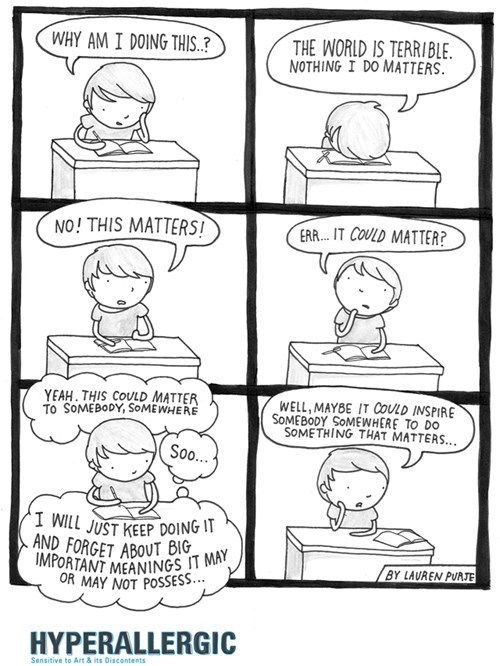 WHY AM I DOING THIS..?
THE WORLD IS TERRIBLE.
NOTHING I DO MATTERS.
NO! THIS MATTERS!
ERR... IT COULD MATTER?
YEAH. THIS COULD MATTER
TO SOMEBODY, SOMEWHERE
SOO...
I WILL JUST KEEP DOING IT
AND FORGET ABOUT BIG
IMPORTANT MEANINGS IT MAY
OR MAY NOT POSSESS...
WELL, MAYBE IT COULD INSPIRE
SOMEBODY SOMEWHERE TO DO
SOMETHING THAT MATTERS...
BY LAUREN PURJE
HYPERALLERGIC
Sensitive to Art & its Discontents